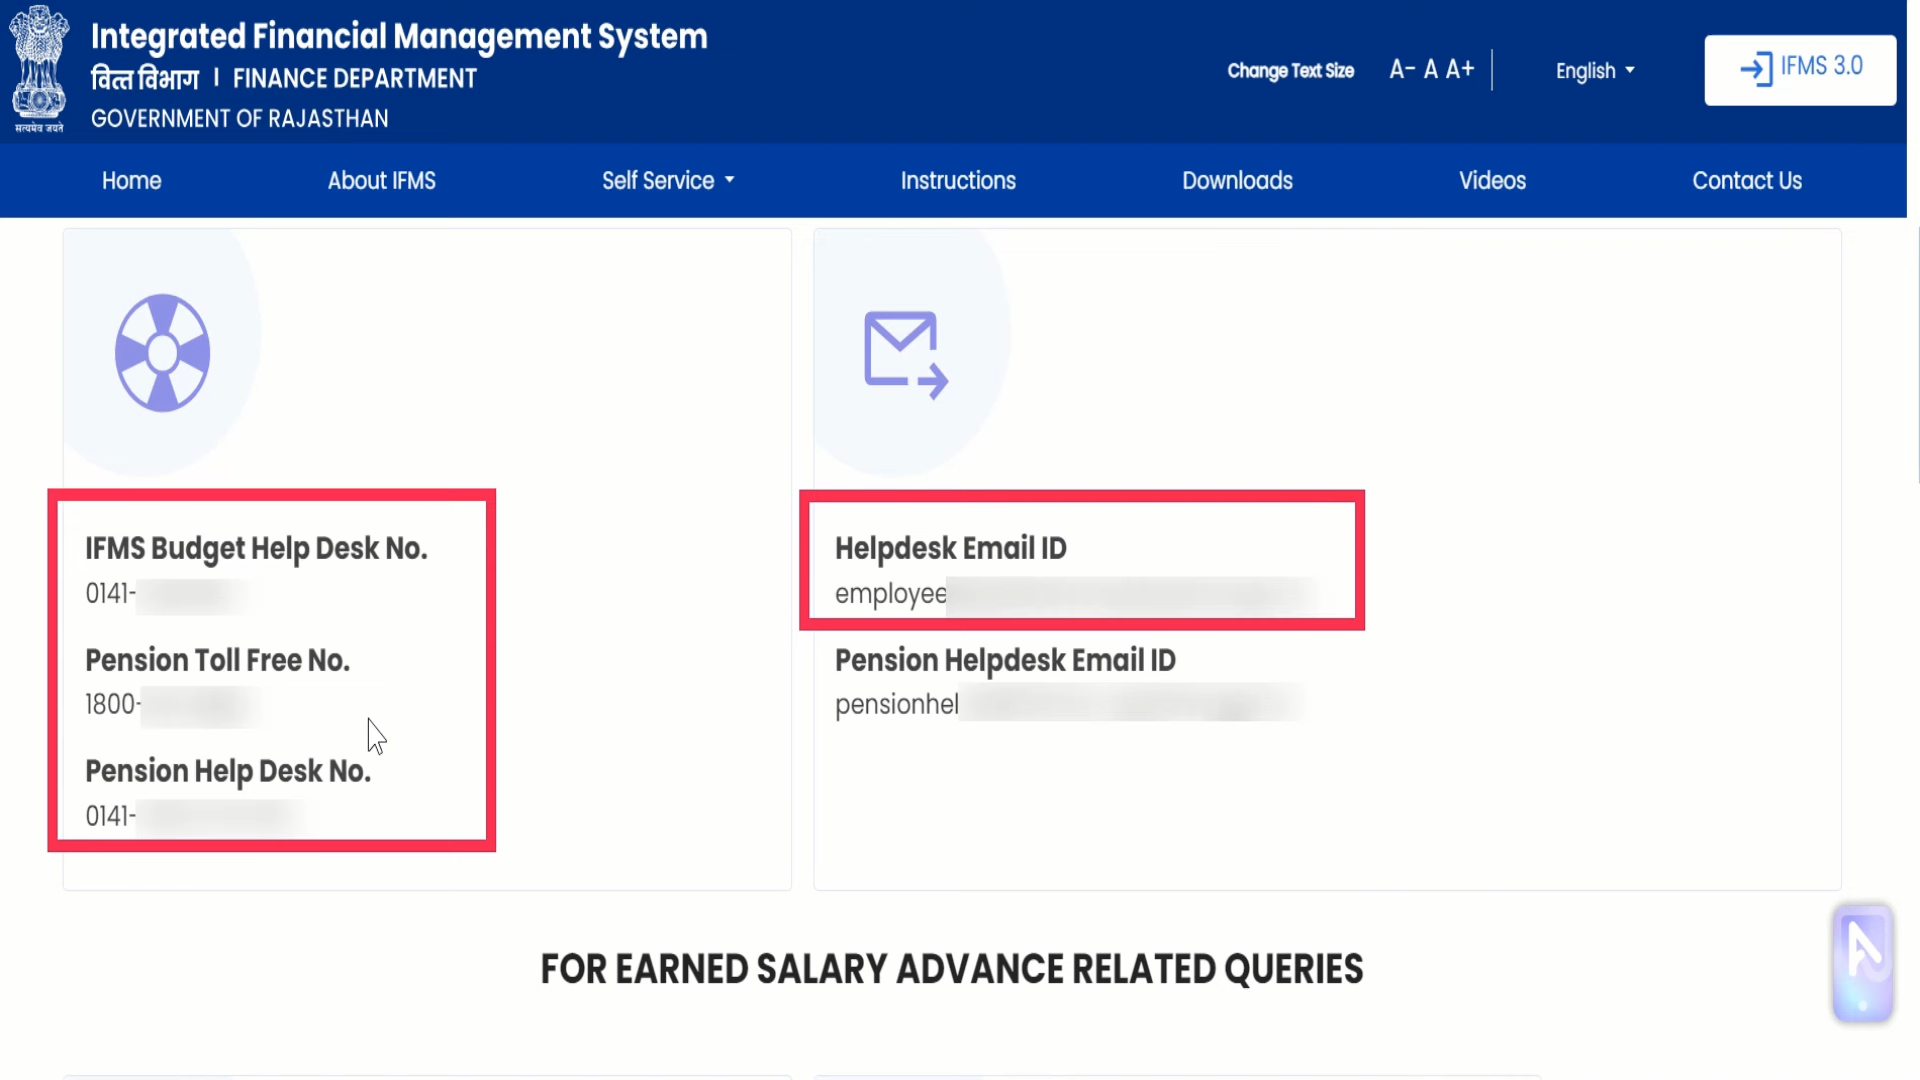 Integrated Financial Management System
वित्त विभाग | FINANCE DEPARTMENT
GOVERNMENT OF RAJASTHAN
सत्यमेव जयते
Change Text Size A- A A+
English
IFMS 3.0
Home About IFMS Self Service Instructions Downloads Videos Contact Us
IFMS Budget Help Desk No.
0141-
Pension Toll Free No.
1800-
Pension Help Desk No.
0141-
Helpdesk Email ID
employee
Pension Helpdesk Email ID
pensionhel
FOR EARNED SALARY ADVANCE RELATED QUERIES